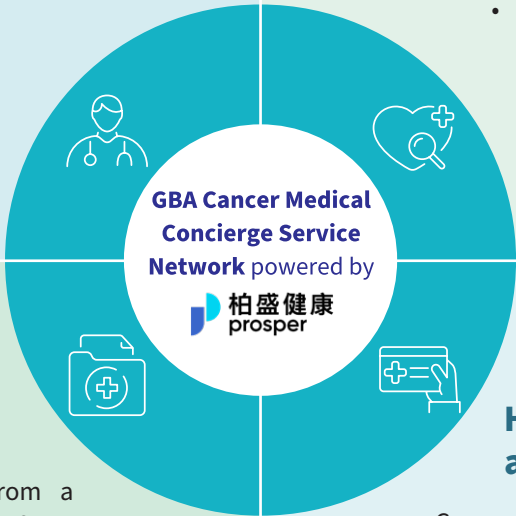 GBA Cancer Medical
Concierge Service
Network powered by
柏盛健康
prosper
H
a
rom a